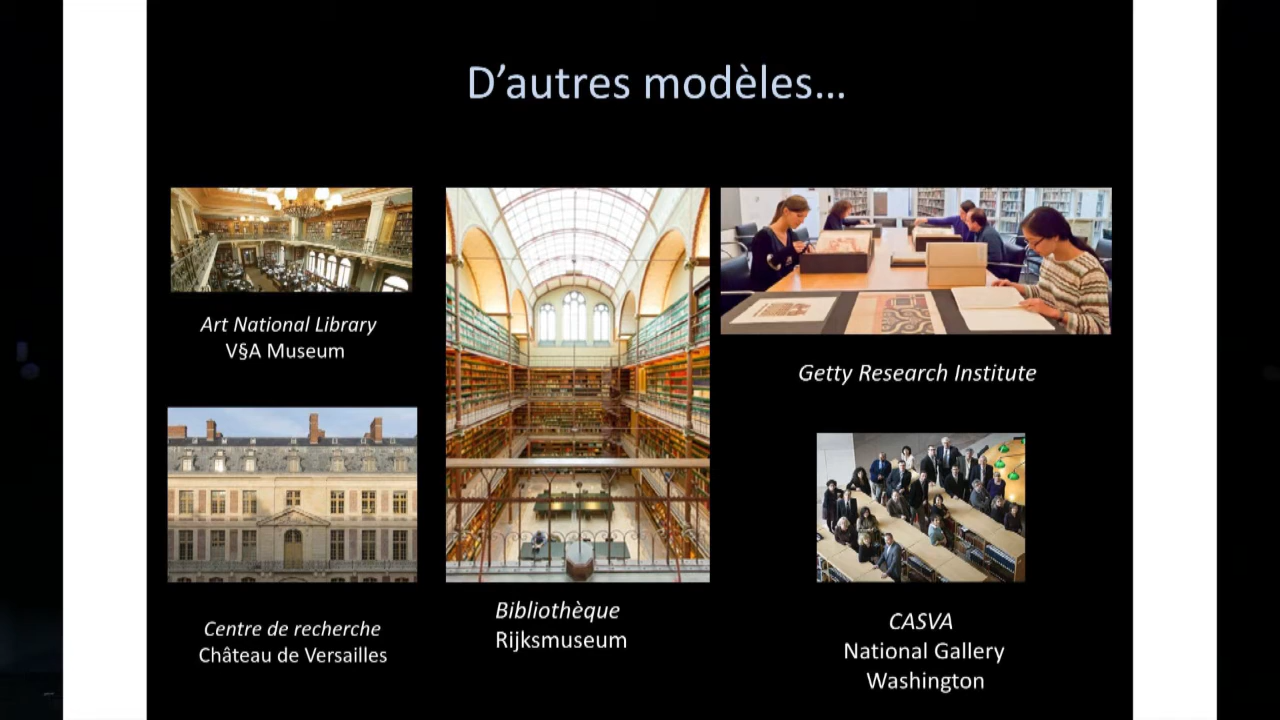 D’autres modèles…
Art National Library
V§A Museum
Getty Research Institute
Bibliothèque
Rijksmuseum
Centre de recherche
Château de Versailles
CASVA
National Gallery
Washington